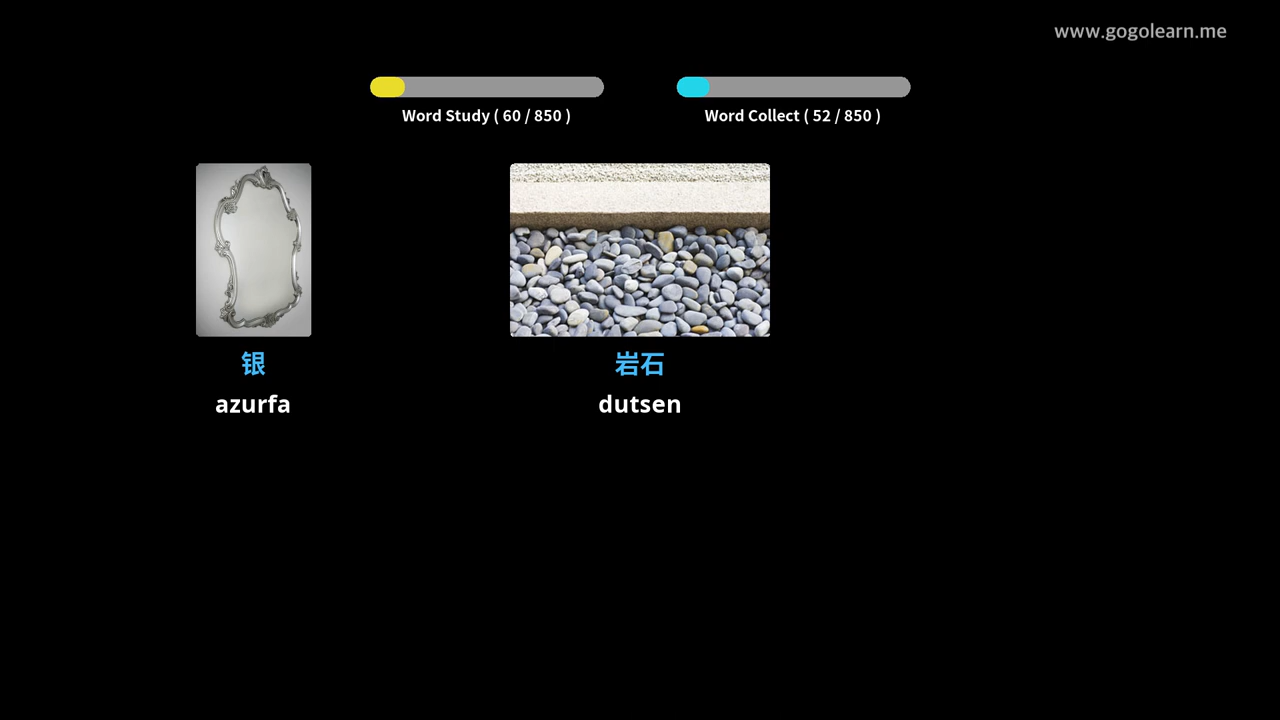 www.gogolearn.me
Word Study ( 60 / 850 )
Word Collect ( 52 / 850 )
银
岩石
azurfa
dutsen